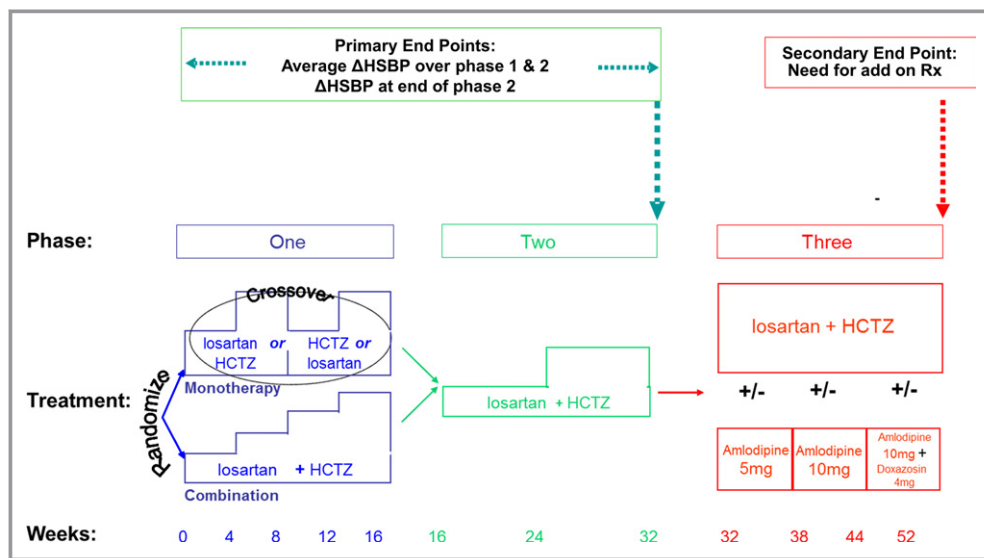 Primary End Points:
Average ΔHSBP over phase 1 & 2
ΔHSBP at end of phase 2
Secondary End Point:
Need for add on Rx
-
Phase:
One
Two
Three
Treatment:
Randomize
Crossover
losartan or
HCTZ
HCTZ or
losartan
Monotherapy
losartan + HCTZ
Combination
losartan + HCTZ
losartan + HCTZ
+/- +/- +/-
Amlodipine
5mg
Amlodipine
10mg
Amlodipine
10mg +
Doxazosin
4mg
Weeks: 0 4 8 12 16 16 24 32 32 38 44 52